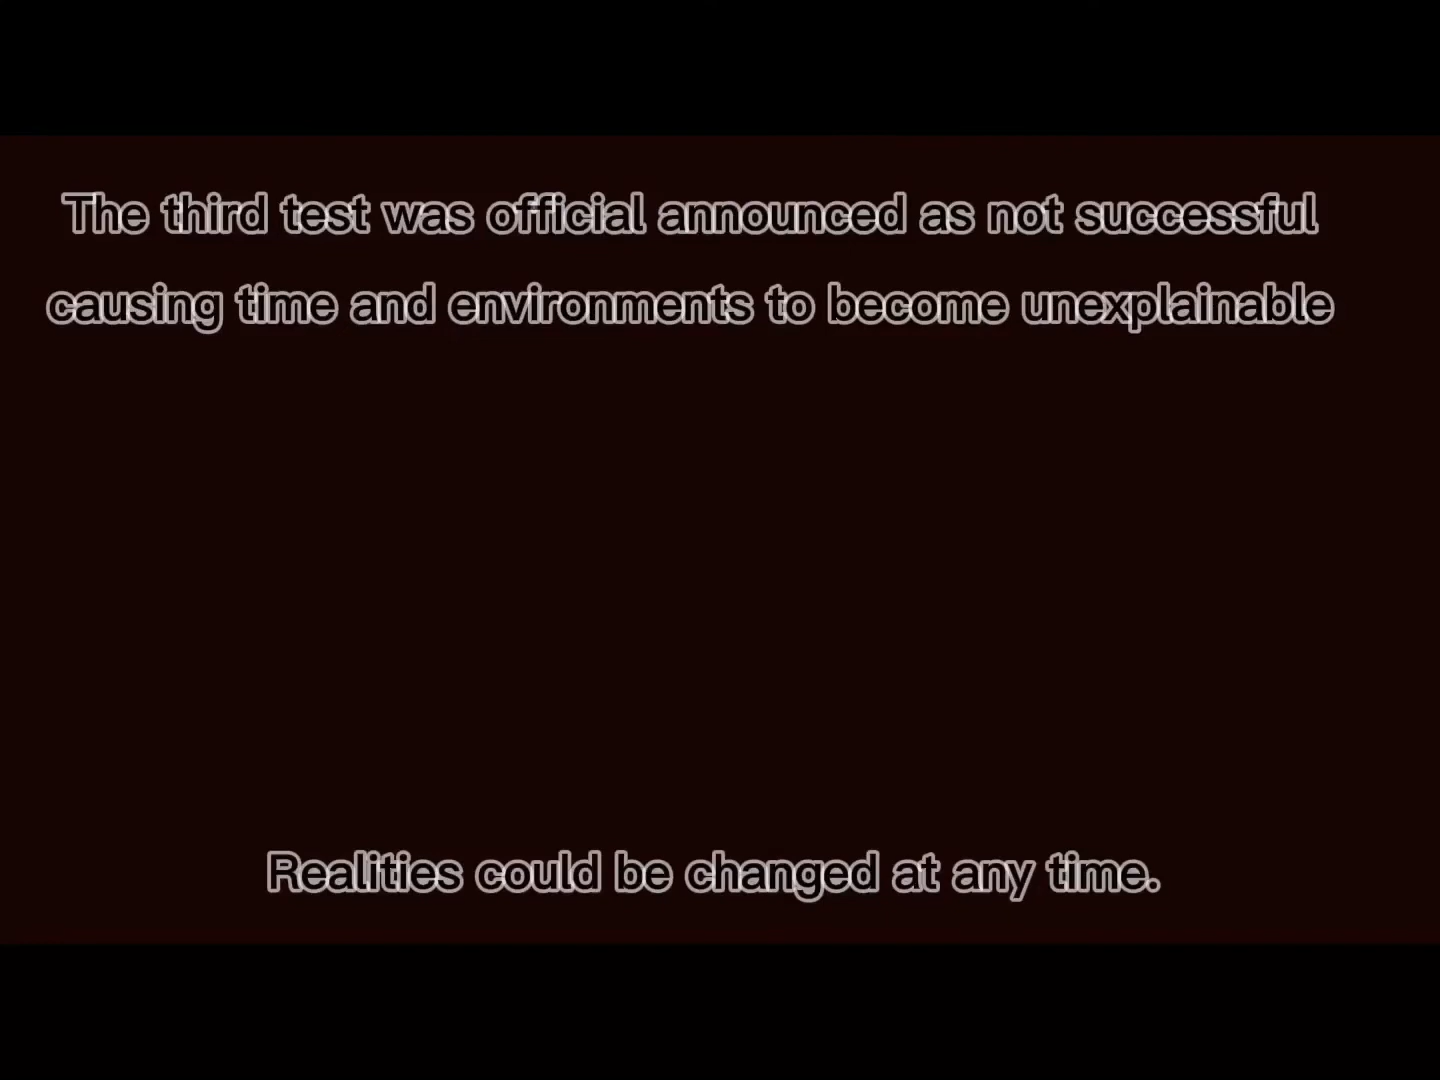 The third test was official announced as not successful
causing time and environments to become unexplainable
Realities could be changed at any time.